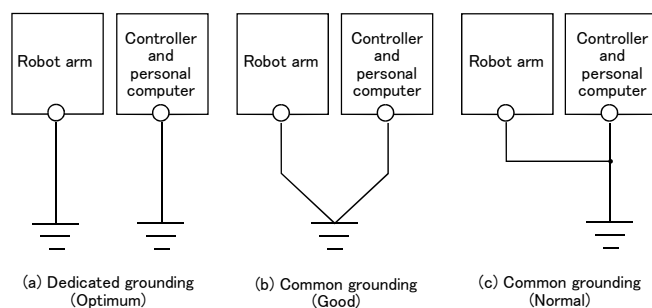 Robot arm
Controller
and
personal
computer
Robot arm
Controller
and
personal
computer
Robot arm
Controller
and
personal
computer
(a) Dedicated grounding
(Optimum)
(b) Common grounding
(Good)
(c) Common grounding
(Normal)